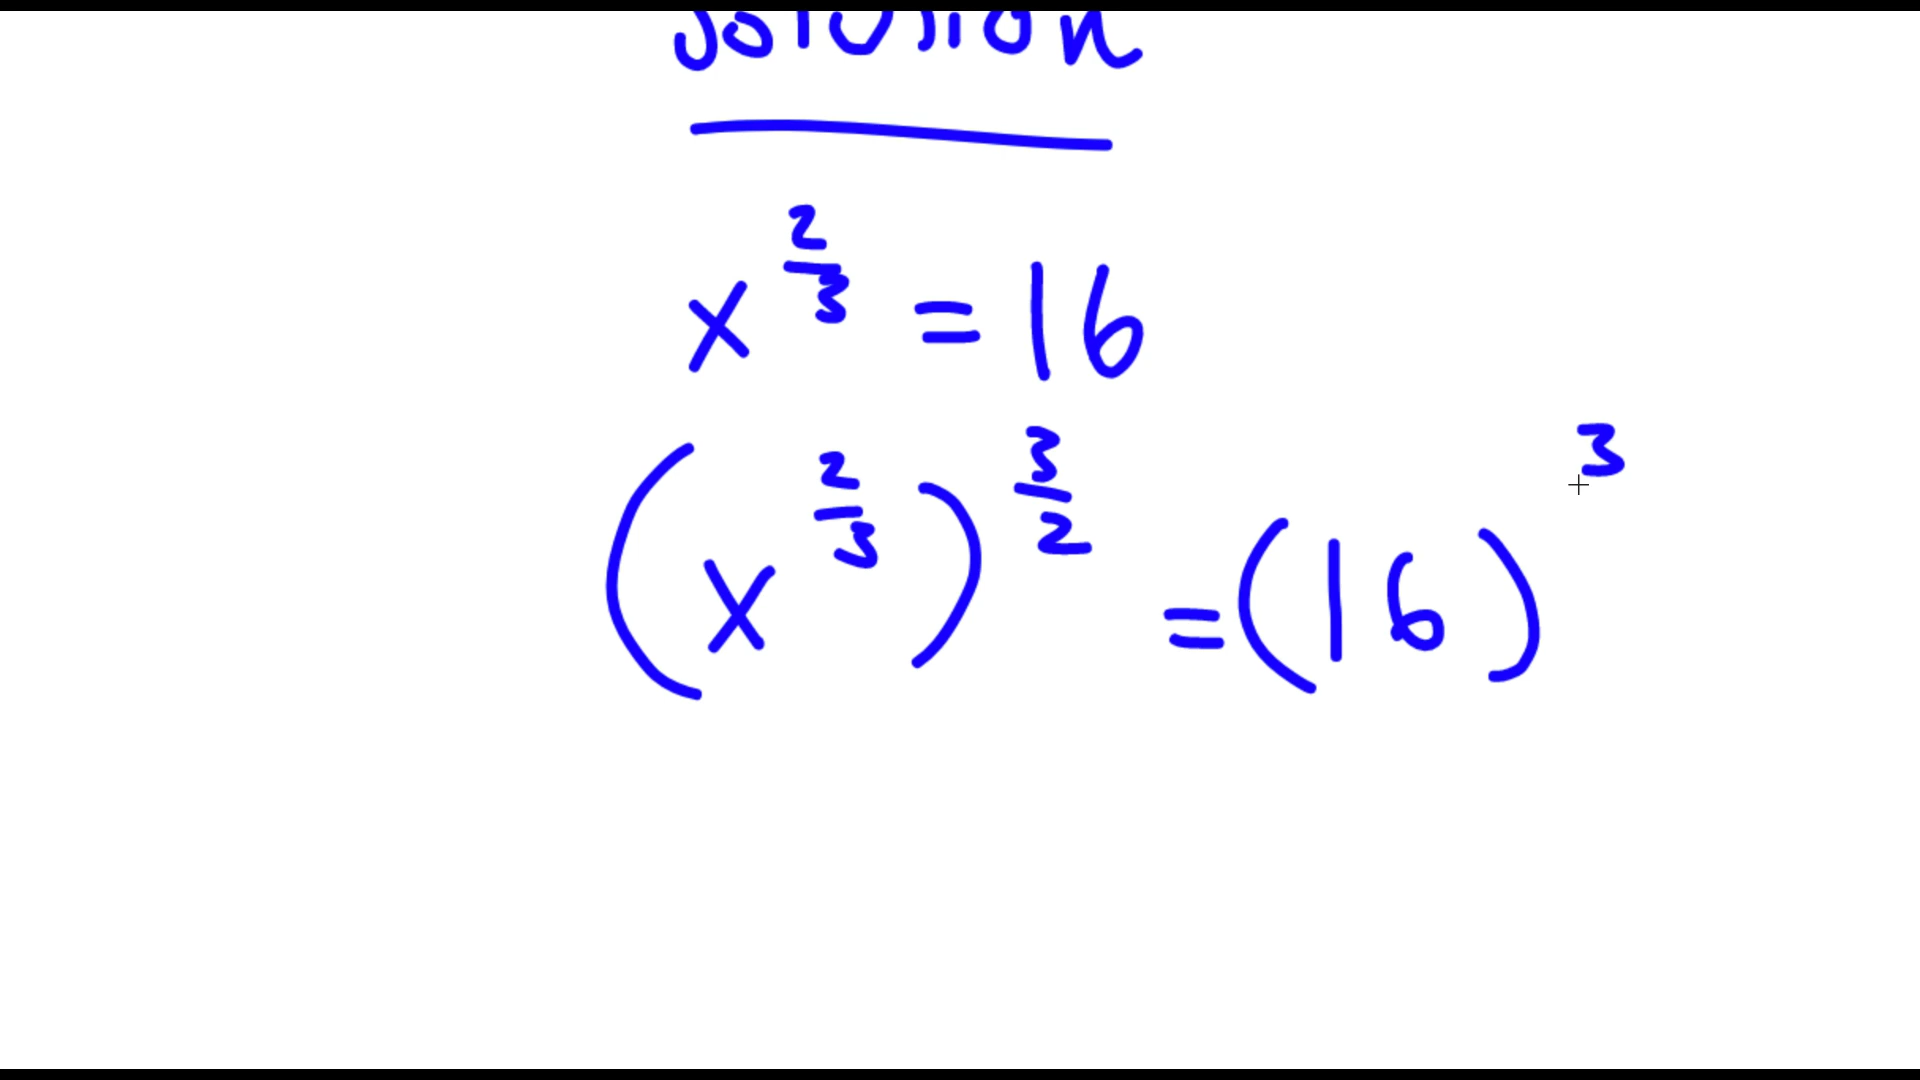 solution
x^(2/3) = 16
(x^(2/3))^(3/2) = (16)^3